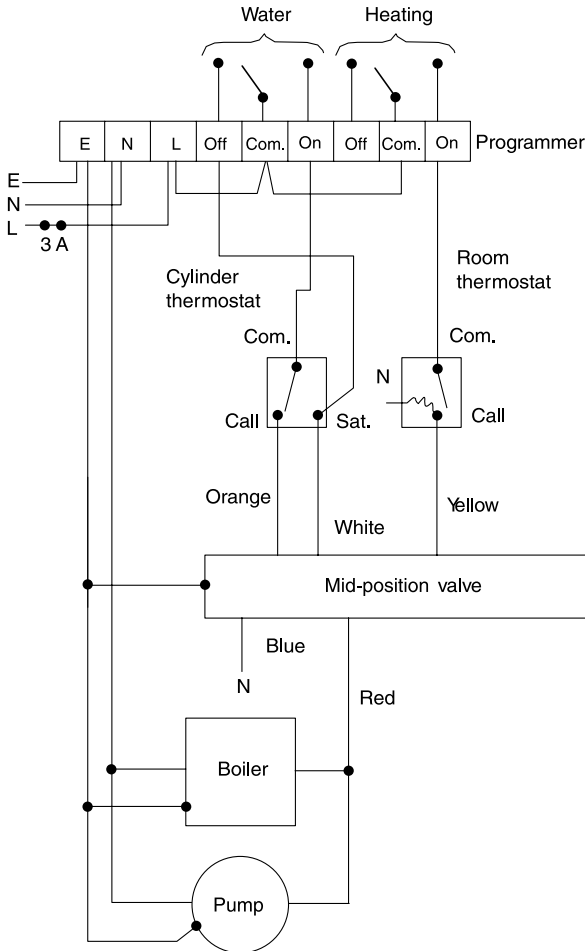 Water Heating
E N L Off Com. On Off Com. On Programmer
E
N
L
3 A
Cylinder
thermostat
Room
thermostat
Com. Com.
N
Call Sat. Call
Orange
White
Yellow
Mid-position valve
Blue
N
Red
Boiler
Pump